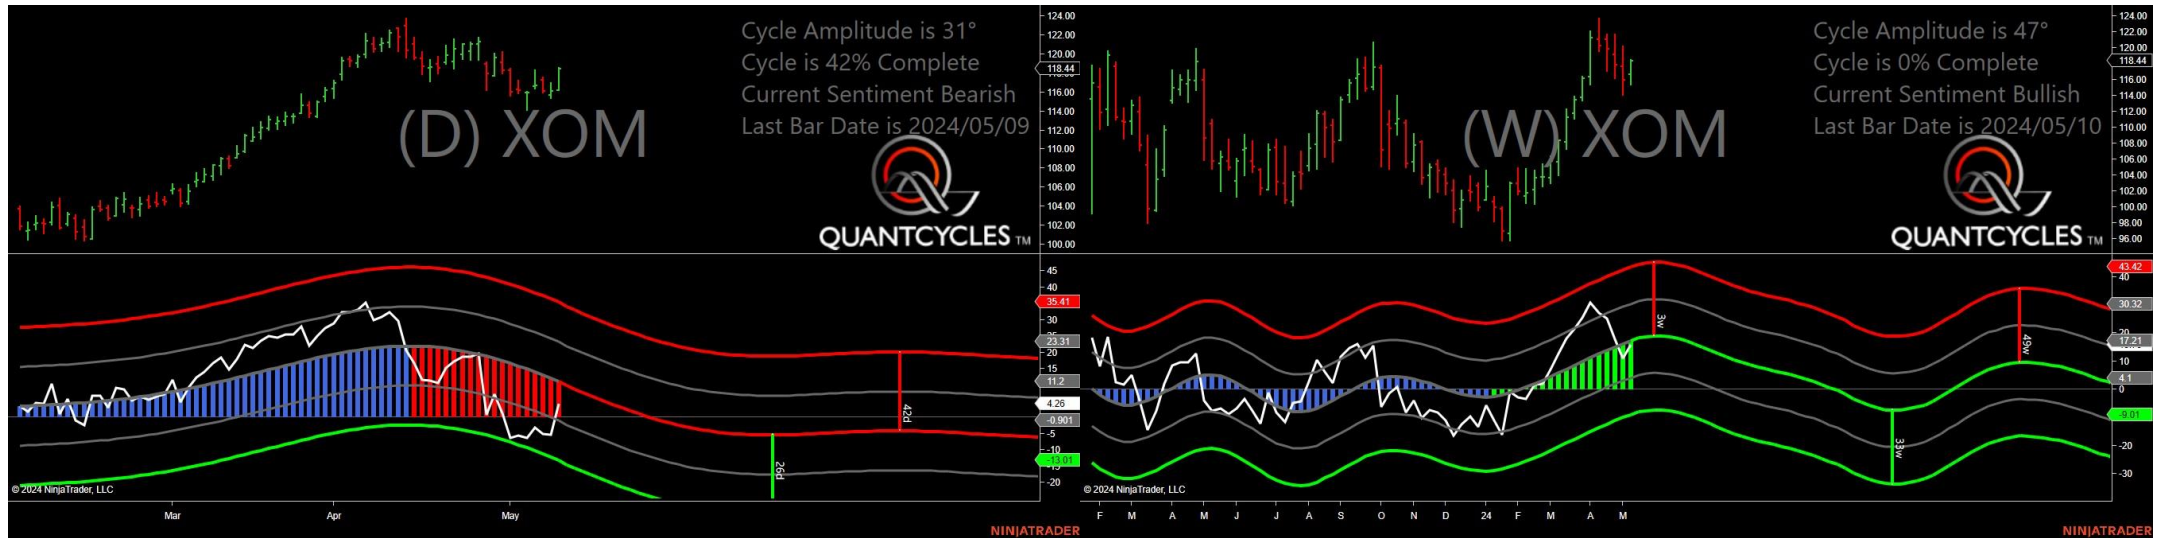 Cycle Amplitude is 31°
Cycle is 42% Complete
Current Sentiment Bearish
Last Bar Date is 2024/05/09
(D) XOM
QUANTCYCLES TM
124.00
122.00
120.00
118.44
116.00
114.00
112.00
110.00
108.00
106.00
104.00
102.00
100.00
45
40
35.41
30
23.31
20
15
11.2
4.26
-0.901
-5
-10
-13.01
-20
42d
26d
© 2024 NinjaTrader, LLC
Mar Apr May
NINJATRADER
Cycle Amplitude is 47°
Cycle is 0% Complete
Current Sentiment Bullish
Last Bar Date is 2024/05/10
(W) XOM
QUANTCYCLES TM
124.00
122.00
120.00
118.44
116.00
114.00
112.00
110.00
108.00
106.00
104.00
102.00
100.00
98.00
96.00
43.42
40
30.32
20
17.21
10
4.1
0
-9.01
-20
-30
3w
49w
33w
© 2024 NinjaTrader, LLC
F M A M J J A S O N D 24 F M A M
NINJATRADER